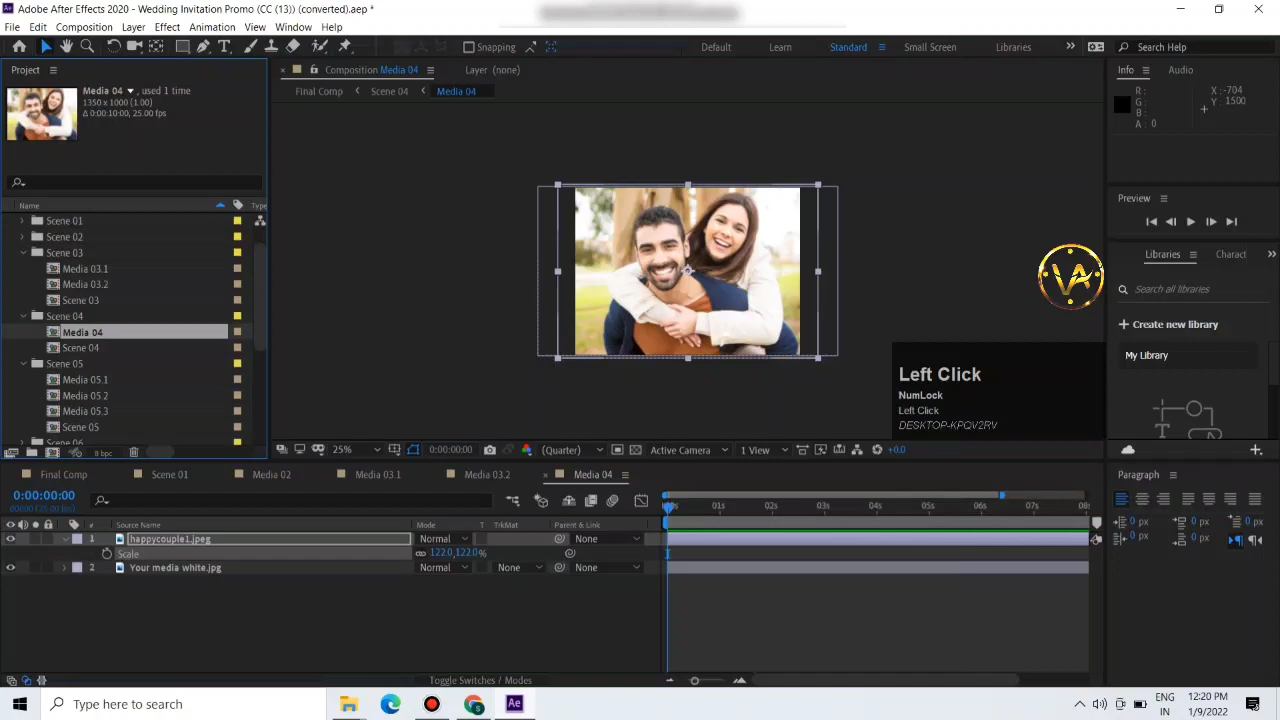 Adobe After Effects 2020 - Wedding Invitation Promo (CC (13)) (converted).aep *
File Edit Composition Layer Effect Animation View Window Help
Snapping Default Learn Standard Small Screen Libraries Search Help
Project
Media 04 , used 1 time
1350 x 1000 (1.00)
Δ 0:00:10:00, 25.00 fps
Name Type
Scene 01
Scene 02
Scene 03
Media 03.1
Media 03.2
Scene 03
Scene 04
Media 04
Scene 04
Scene 05
Media 05.1
Media 05.2
Media 05.3
Scene 05
Scene 06
8 bpc
Composition Media 04 Layer (none)
Final Comp Scene 04 Media 04
25% 0:00:00:00 (Quarter) Active Camera 1 View +0.0
Info Audio
R:
G:
B:
A: 0
X: -704
Y: 1500
Preview
Libraries Charact
Search all libraries
Create new library
My Library
VA
Left Click
NumLock
Left Click
DESKTOP-KPQV2RV
Final Comp Scene 01 Media 02 Media 03.1 Media 03.2 Media 04
0:00:00:00
# Source Name Mode T TrkMat Parent & Link
1 happycouple1.jpeg Normal None
Scale 122.0,122.0%
2 Your media white.jpg Normal None None
01s 02s 03s 04s 05s 06s 07s 08s
Toggle Switches / Modes
Paragraph
0 px 0 px 0 px
0 px 0 px
Type here to search
Ae
ENG
IN
12:20 PM
1/9/2022